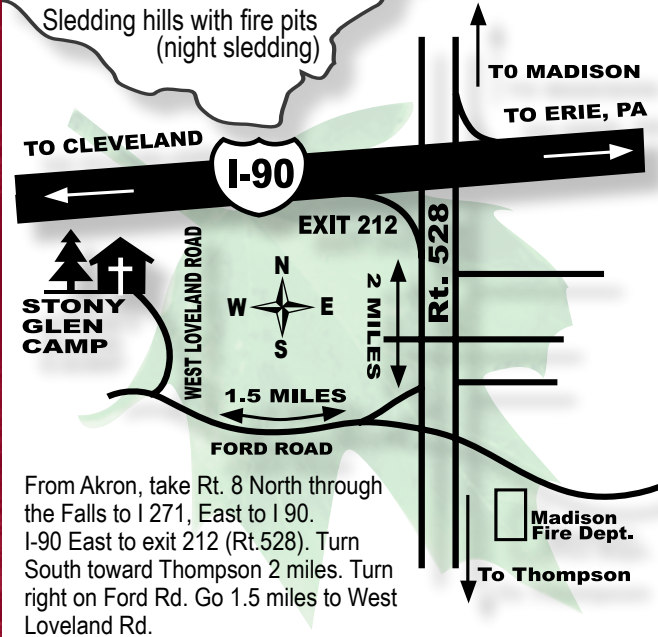 Sledding hills with fire pits
(night sledding)
T0 MADISON
TO ERIE, PA
TO CLEVELAND
I-90
EXIT 212
Rt. 528
WEST LOVELAND ROAD
N
W E
S
2 MILES
STONY
GLEN
CAMP
1.5 MILES
FORD ROAD
From Akron, take Rt. 8 North through
the Falls to I 271, East to I 90.
I-90 East to exit 212 (Rt.528). Turn
South toward Thompson 2 miles. Turn
right on Ford Rd. Go 1.5 miles to West
Loveland Rd.
Madison
Fire Dept.
To Thompson